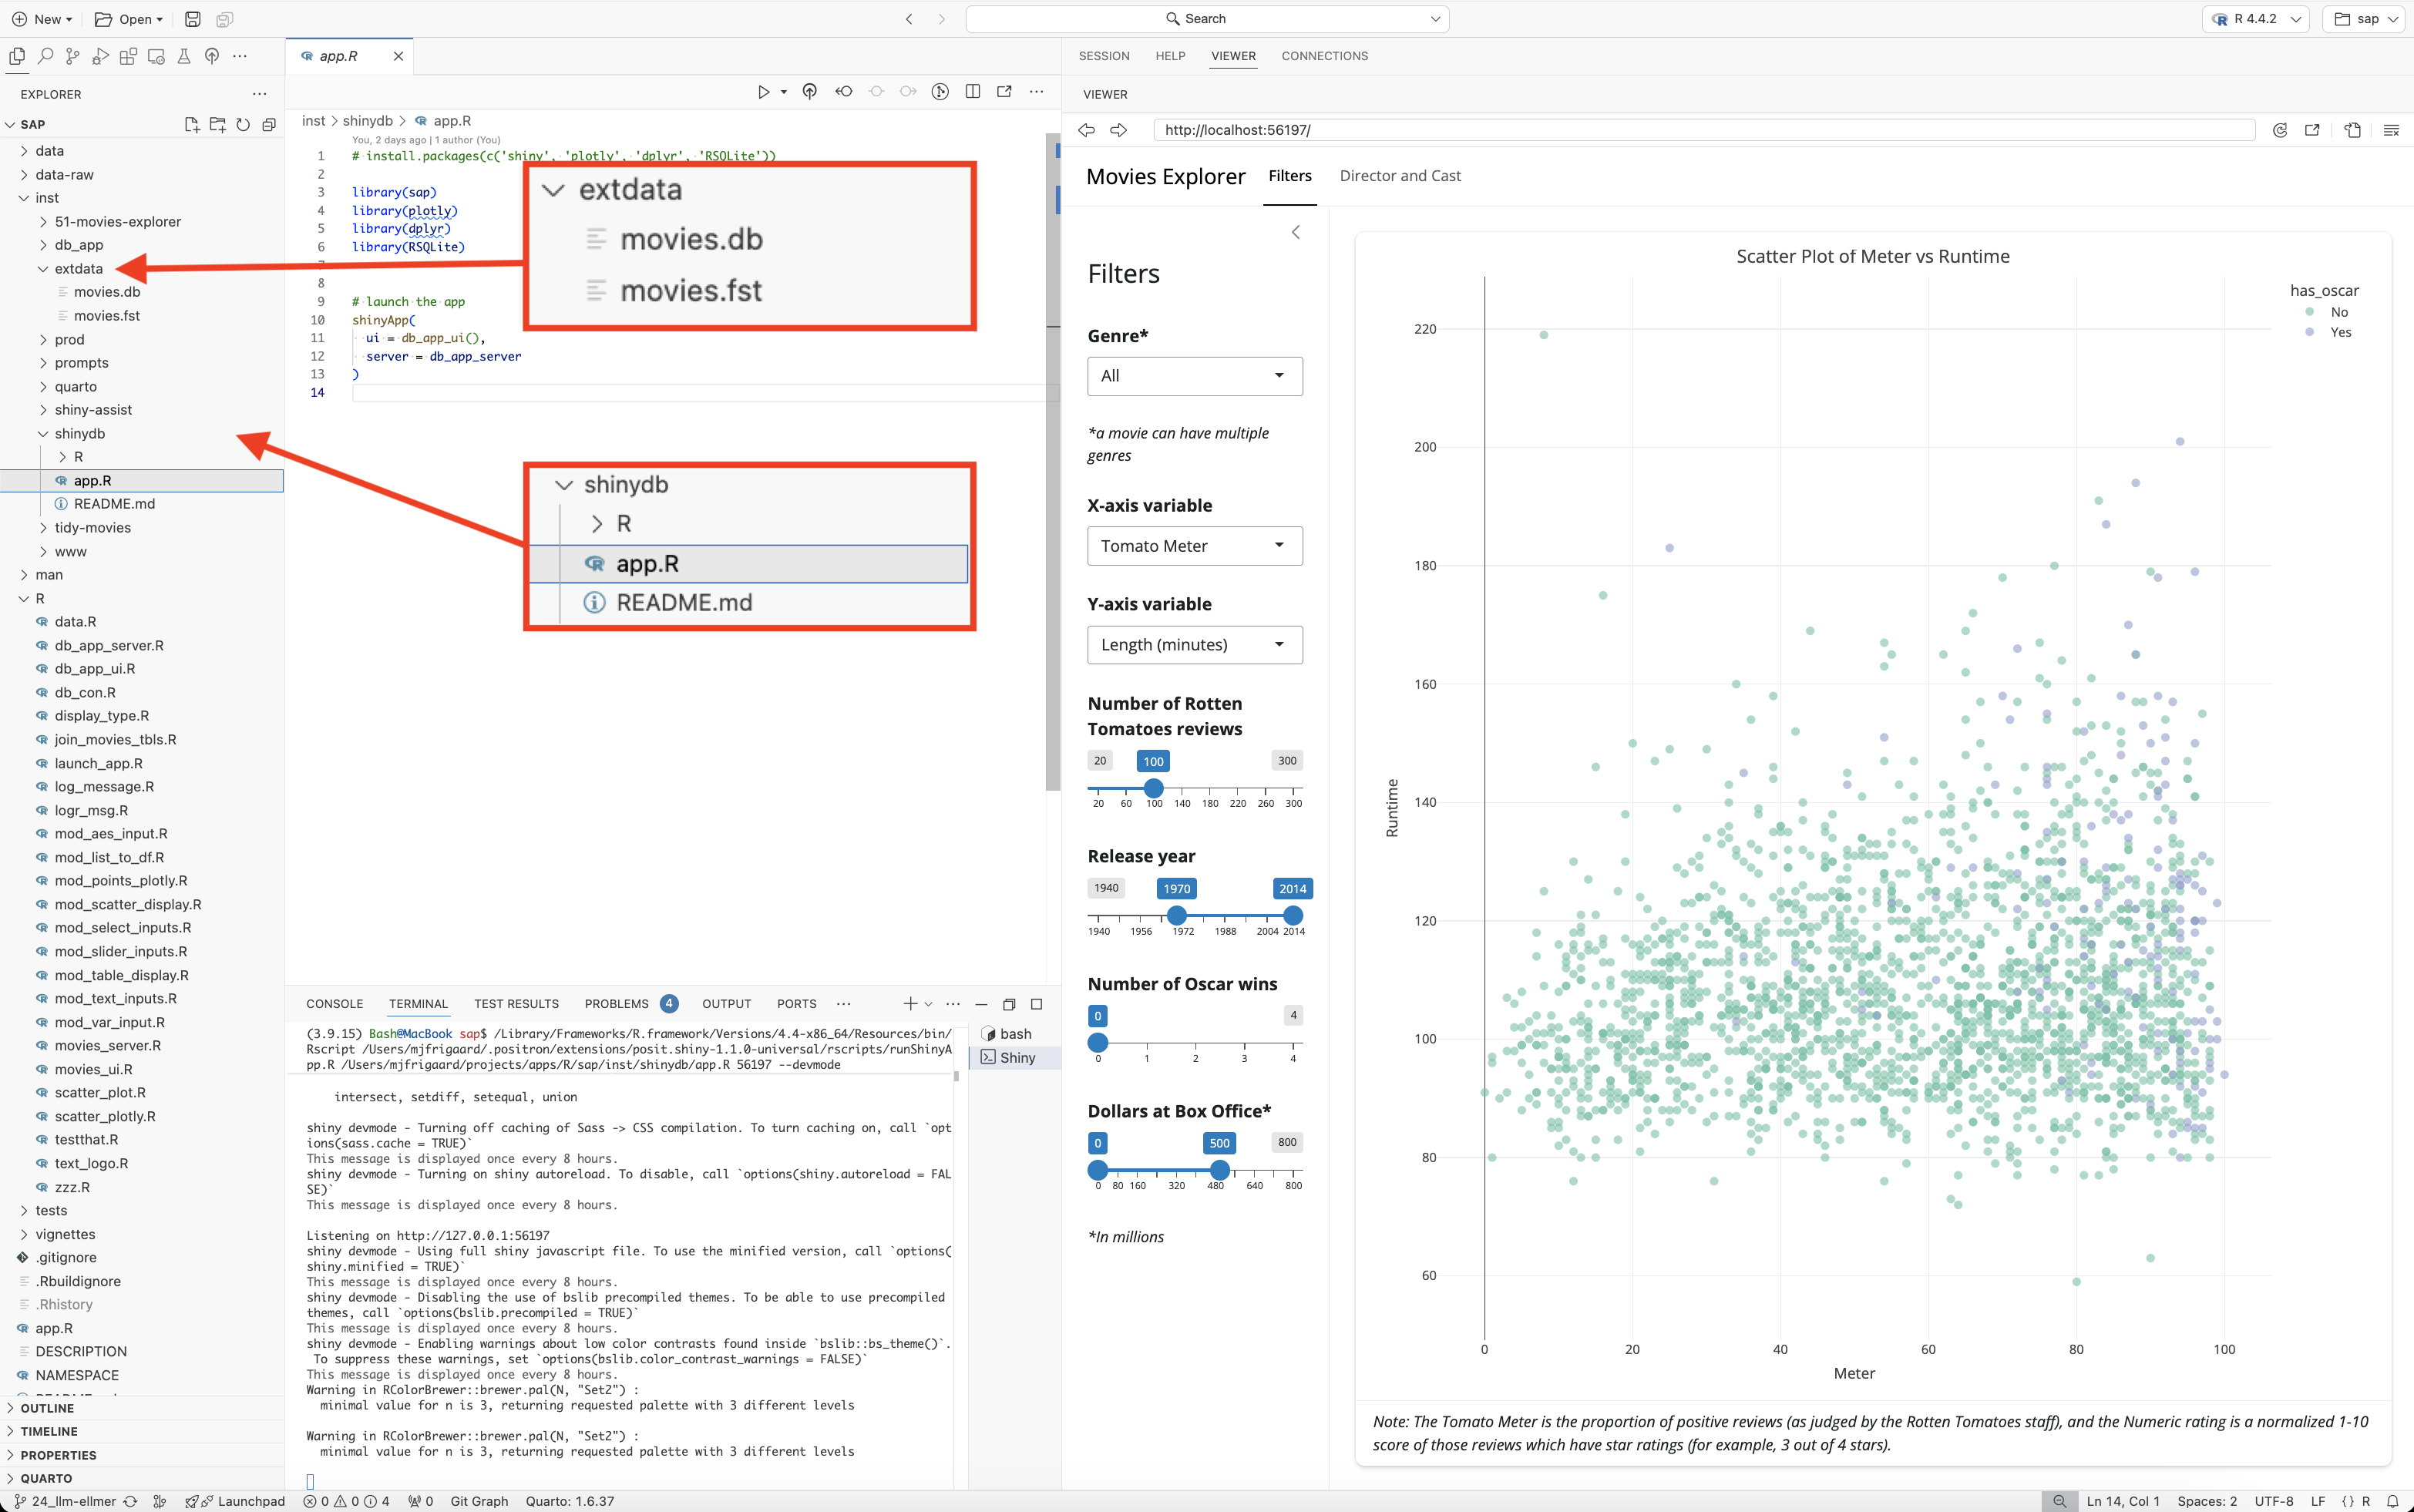 New
Open
Search
R 4.4.2
sap
EXPLORER
SAP
data
data-raw
inst
51-movies-explorer
db_app
extdata
movies.db
movies.fst
prod
prompts
quarto
shiny-assist
shinydb
R
app.R
README.md
tidy-movies
www
man
R
data.R
db_app_server.R
db_app_ui.R
db_con.R
display_type.R
join_movies_tbls.R
launch_app.R
log_message.R
logr_msg.R
mod_aes_input.R
mod_list_to_df.R
mod_points_plotly.R
mod_scatter_display.R
mod_select_inputs.R
mod_slider_inputs.R
mod_table_display.R
mod_text_inputs.R
mod_var_input.R
movies_server.R
movies_ui.R
scatter_plot.R
scatter_plotly.R
testthat.R
text_logo.R
zzz.R
tests
vignettes
.gitignore
.Rbuildignore
.Rhistory
app.R
DESCRIPTION
NAMESPACE
OUTLINE
TIMELINE
PROPERTIES
QUARTO
app.R
inst > shinydb > app.R
You, 2 days ago | 1 author (You)
1 # install.packages(c('shiny', 'plotly', 'dplyr', 'RSQLite'))
2
3 library(sap)
4 library(plotly)
5 library(dplyr)
6 library(RSQLite)
7
8
9 # launch the app
10 shinyApp(
11 ui = db_app_ui(),
12 server = db_app_server
13 )
14
extdata
movies.db
movies.fst
shinydb
R
app.R
README.md
CONSOLE TERMINAL TEST RESULTS PROBLEMS 4 OUTPUT PORTS
(3.9.15) Bash@MacBook sap$ /Library/Frameworks/R.framework/Versions/4.4-x86_64/Resources/bin/
Rscript /Users/mjfrigaard/.positron/extensions/posit.shiny-1.1.0-universal/rscripts/runShinyA
pp.R /Users/mjfrigaard/projects/apps/R/sap/inst/shinydb/app.R 56197 --devmode
intersect, setdiff, setequal, union
shiny devmode - Turning off caching of Sass -> CSS compilation. To turn caching on, call `opt
ions(sass.cache = TRUE)`
This message is displayed once every 8 hours.
shiny devmode - Turning on shiny autoreload. To disable, call `options(shiny.autoreload = FAL
SE)`
This message is displayed once every 8 hours.
Listening on http://127.0.0.1:56197
shiny devmode - Using full shiny javascript file. To use the minified version, call `options(
shiny.minified = TRUE)`
This message is displayed once every 8 hours.
shiny devmode - Disabling the use of bslib precompiled themes. To be able to use precompiled
themes, call `options(bslib.precompiled = TRUE)`
This message is displayed once every 8 hours.
shiny devmode - Enabling warnings about low color contrasts found inside `bslib::bs_theme()`.
To suppress these warnings, set `options(bslib.color_contrast_warnings = FALSE)`
This message is displayed once every 8 hours.
Warning in RColorBrewer::brewer.pal(N, "Set2") :
minimal value for n is 3, returning requested palette with 3 different levels
Warning in RColorBrewer::brewer.pal(N, "Set2") :
minimal value for n is 3, returning requested palette with 3 different levels
bash
Shiny
SESSION HELP VIEWER CONNECTIONS
VIEWER
http://localhost:56197/
Movies Explorer Filters Director and Cast
Filters
Genre*
All
*a movie can have multiple
genres
X-axis variable
Tomato Meter
Y-axis variable
Length (minutes)
Number of Rotten
Tomatoes reviews
20 100 300
20 60 100 140 180 220 260 300
Release year
1940 1970 2014
1940 1956 1972 1988 2004 2014
Number of Oscar wins
0 4
0 1 2 3 4
Dollars at Box Office*
0 500 800
0 80 160 320 480 640 800
*In millions
Scatter Plot of Meter vs Runtime
has_oscar
No
Yes
220
200
180
160
140
120
100
80
60
Runtime
0 20 40 60 80 100
Meter
Note: The Tomato Meter is the proportion of positive reviews (as judged by the Rotten Tomatoes staff), and the Numeric rating is a normalized 1-10
score of those reviews which have star ratings (for example, 3 out of 4 stars).
24_llm-ellmer Launchpad 0 0 4 0 Git Graph Quarto: 1.6.37
Ln 14, Col 1 Spaces: 2 UTF-8 LF {} R